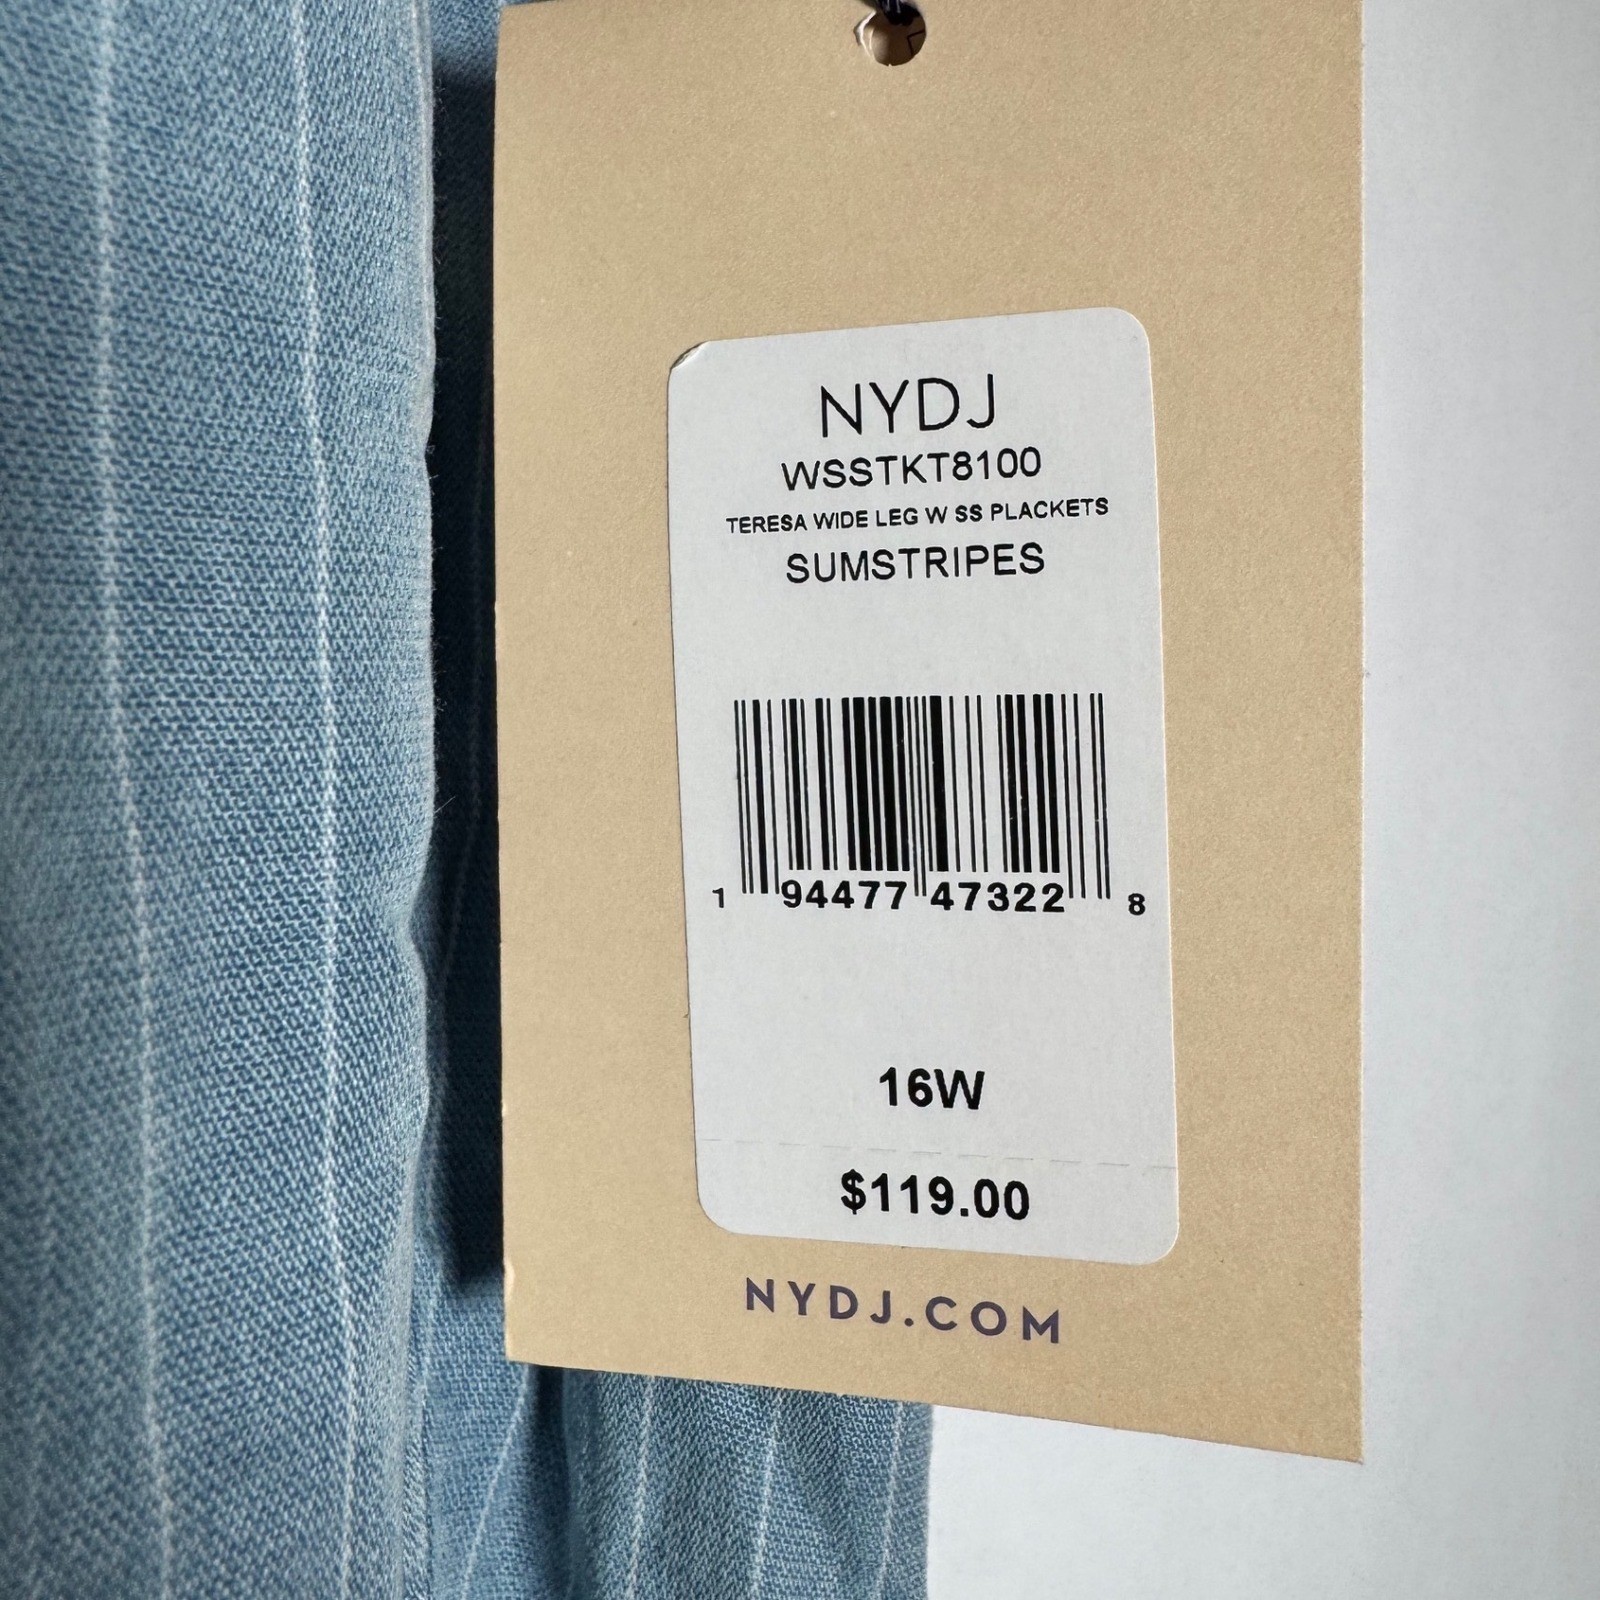 NYDJ
WSSTKT8100
TERESA WIDE LEG W SS PLACKETS
SUMSTRIPES
1 94477 47322 8
16W
$119.00
NYDJ.COM